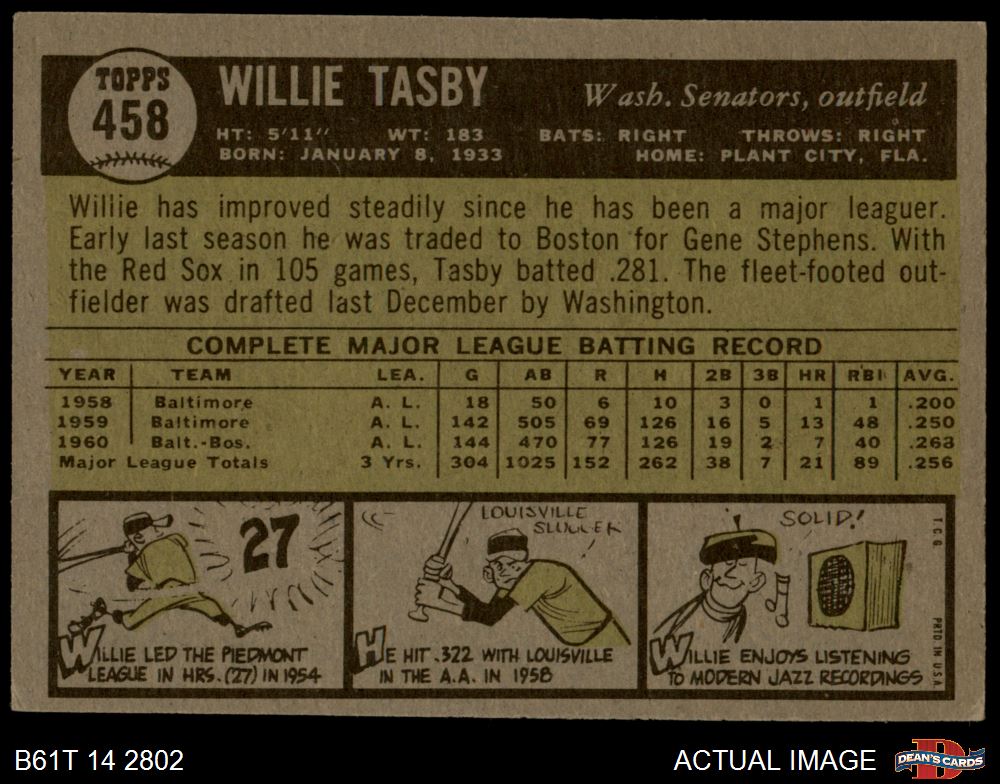 TOPPS
458
WILLIE TASBY
Wash. Senators, outfield
HT: 5'11" WT: 183 BATS: RIGHT THROWS: RIGHT
BORN: JANUARY 8, 1933 HOME: PLANT CITY, FLA.
Willie has improved steadily since he has been a major leaguer.
Early last season he was traded to Boston for Gene Stephens. With
the Red Sox in 105 games, Tasby batted .281. The fleet-footed out-
fielder was drafted last December by Washington.
COMPLETE MAJOR LEAGUE BATTING RECORD
YEAR TEAM LEA. G AB R H 2B 3B HR RBI AVG.
1958 Baltimore A. L. 18 50 6 10 3 0 1 1 .200
1959 Baltimore A. L. 142 505 69 126 16 5 13 48 .250
1960 Balt.-Bos. A. L. 144 470 77 126 19 2 7 40 .263
Major League Totals 3 Yrs. 304 1025 152 262 38 7 21 89 .256
27
WILLIE LED THE PIEDMONT
LEAGUE IN HRS. (27) IN 1954
LOUISVILLE
SLUGGER
HE HIT .322 WITH LOUISVILLE
IN THE A.A. IN 1958
SOLID!
WILLIE ENJOYS LISTENING
TO MODERN JAZZ RECORDINGS
T.C.G.
PRTD. IN U.S.A.
B61T 14 2802
ACTUAL IMAGE
DEAN'S CARDS